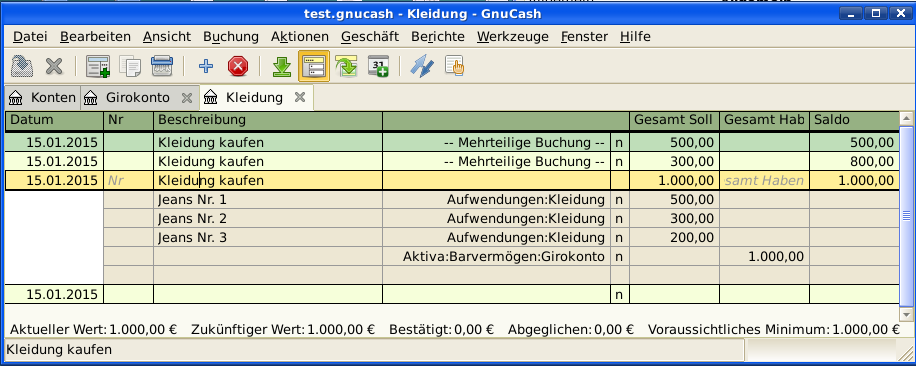 test.gnucash - Kleidung - GnuCash
Datei Bearbeiten Ansicht Buchung Aktionen Geschäft Berichte Werkzeuge Fenster Hilfe
31
Konten Girokonto Kleidung
Datum Nr Beschreibung Gesamt Soll Gesamt Hab Saldo
15.01.2015 Kleidung kaufen -- Mehrteilige Buchung -- n 500,00 500,00
15.01.2015 Kleidung kaufen -- Mehrteilige Buchung -- n 300,00 800,00
15.01.2015 Nr Kleidung kaufen 1.000,00 samt Haben 1.000,00
Jeans Nr. 1 Aufwendungen:Kleidung n 500,00
Jeans Nr. 2 Aufwendungen:Kleidung n 300,00
Jeans Nr. 3 Aufwendungen:Kleidung n 200,00
Aktiva:Barvermögen:Girokonto n 1.000,00
15.01.2015 n
Aktueller Wert: 1.000,00 € Zukünftiger Wert: 1.000,00 € Bestätigt: 0,00 € Abgeglichen: 0,00 € Voraussichtliches Minimum: 1.000,00 €
Kleidung kaufen